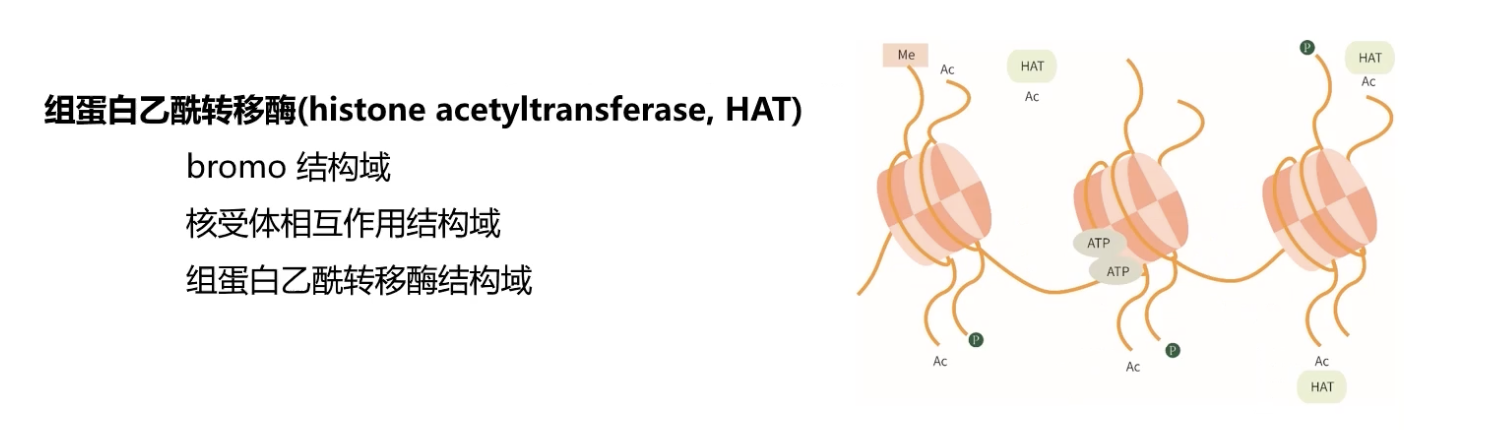 组蛋白乙酰转移酶(histone acetyltransferase, HAT)
bromo 结构域
核受体相互作用结构域
组蛋白乙酰转移酶结构域
Me
Ac
HAT
Ac
P
HAT
Ac
ATP
ATP
P
Ac
P
Ac
Ac
HAT